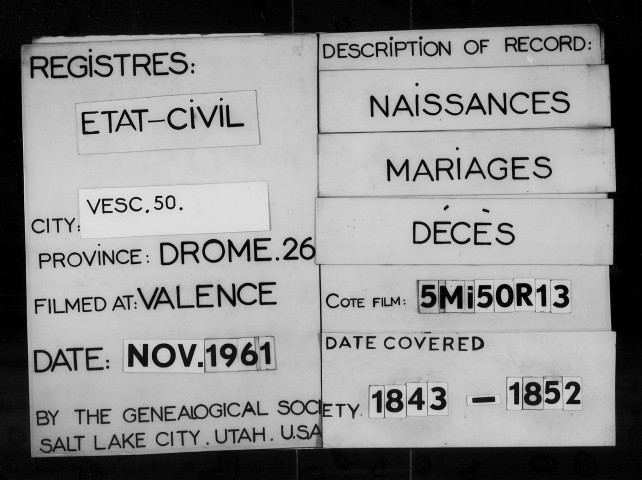 REGISTRES:
ETAT-CIVIL
CITY: VESC.50.
PROVINCE: DROME.26
FILMED AT: VALENCE
DATE: NOV.1961
BY THE GENEALOGICAL SOCIETY.
SALT LAKE CITY. UTAH. U.S.A
DESCRIPTION OF RECORD:
NAISSANCES
MARIAGES
DÉCÈS
COTE FILM: 5Mi50R13
DATE COVERED
1843 - 1852